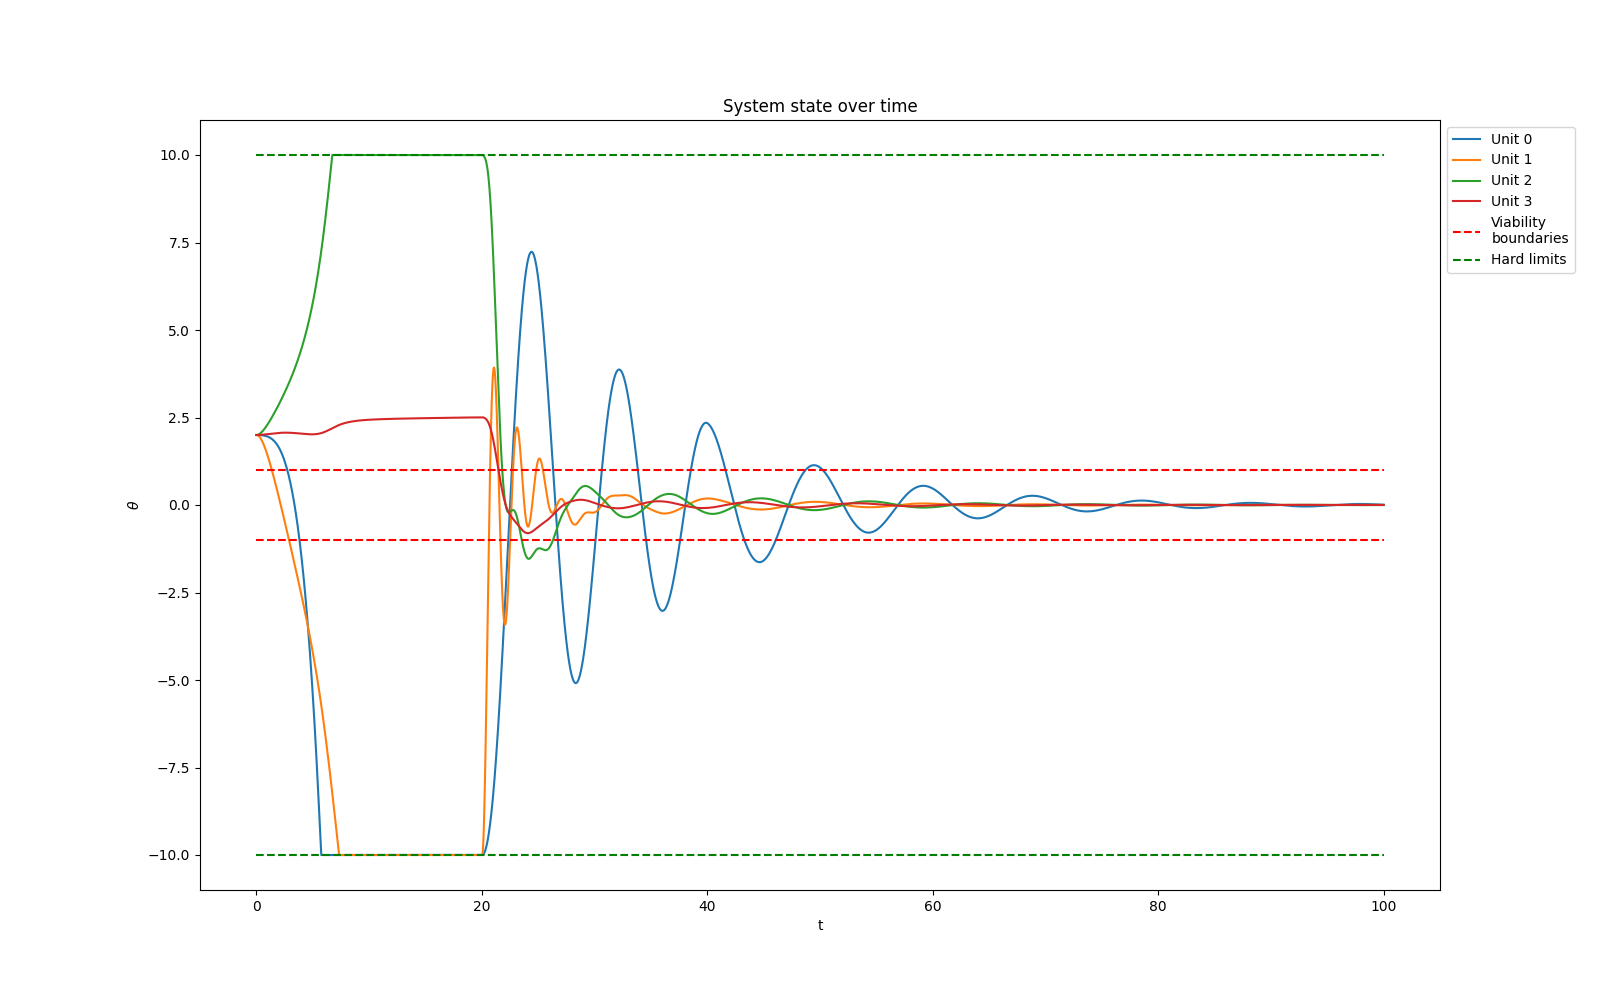 System state over time
10.0
7.5
5.0
2.5
0.0
−2.5
−5.0
−7.5
−10.0
θ
0
20
40
60
80
100
t
Unit 0
Unit 1
Unit 2
Unit 3
Viability
boundaries
Hard limits